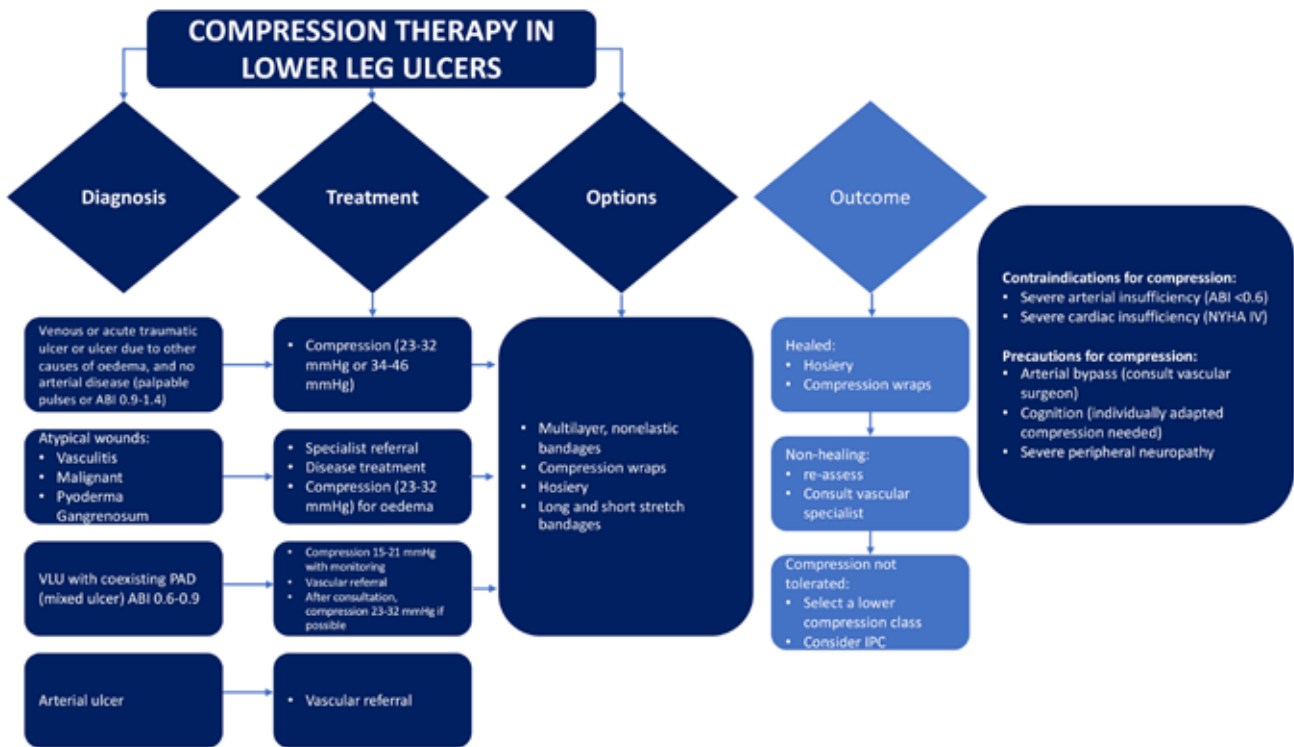 COMPRESSION THERAPY IN
LOWER LEG ULCERS
Diagnosis
Treatment
Options
Outcome
Venous or acute traumatic
ulcer or ulcer due to other
causes of oedema, and no
arterial disease (palpable
pulses or ABI 0.9-1.4)
• Compression (23-32
mmHg or 34-46
mmHg)
Atypical wounds:
• Vasculitis
• Malignant
• Pyoderma
Gangrenosum
• Specialist referral
• Disease treatment
• Compression (23-32
mmHg) for oedema
VLU with coexisting PAD
(mixed ulcer) ABI 0.6-0.9
• Compression 15-21 mmHg
with monitoring
• Vascular referral
• After consultation,
compression 23-32 mmHg if
possible
Arterial ulcer
• Vascular referral
• Multilayer, nonelastic
bandages
• Compression wraps
• Hosiery
• Long and short stretch
bandages
Healed:
• Hosiery
• Compression wraps
Non-healing:
• re-assess
• Consult vascular
specialist
Compression not
tolerated:
• Select a lower
compression class
• Consider IPC
Contraindications for compression:
• Severe arterial insufficiency (ABI <0.6)
• Severe cardiac insufficiency (NYHA IV)
Precautions for compression:
• Arterial bypass (consult vascular
surgeon)
• Cognition (individually adapted
compression needed)
• Severe peripheral neuropathy